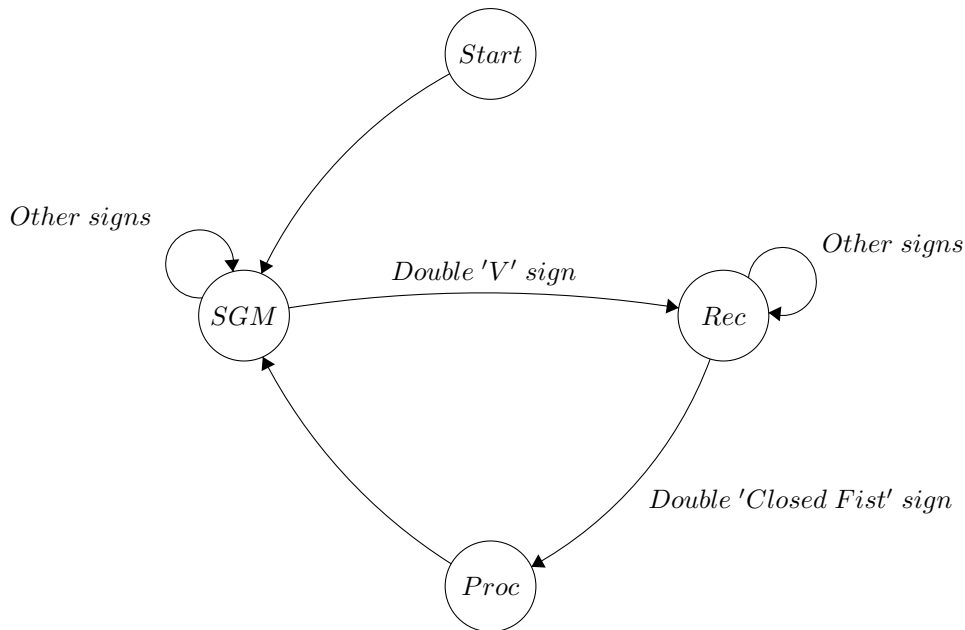 Start
Other signs
Other signs
Double 'V' sign
SGM
Rec
Double 'Closed Fist' sign
Proc